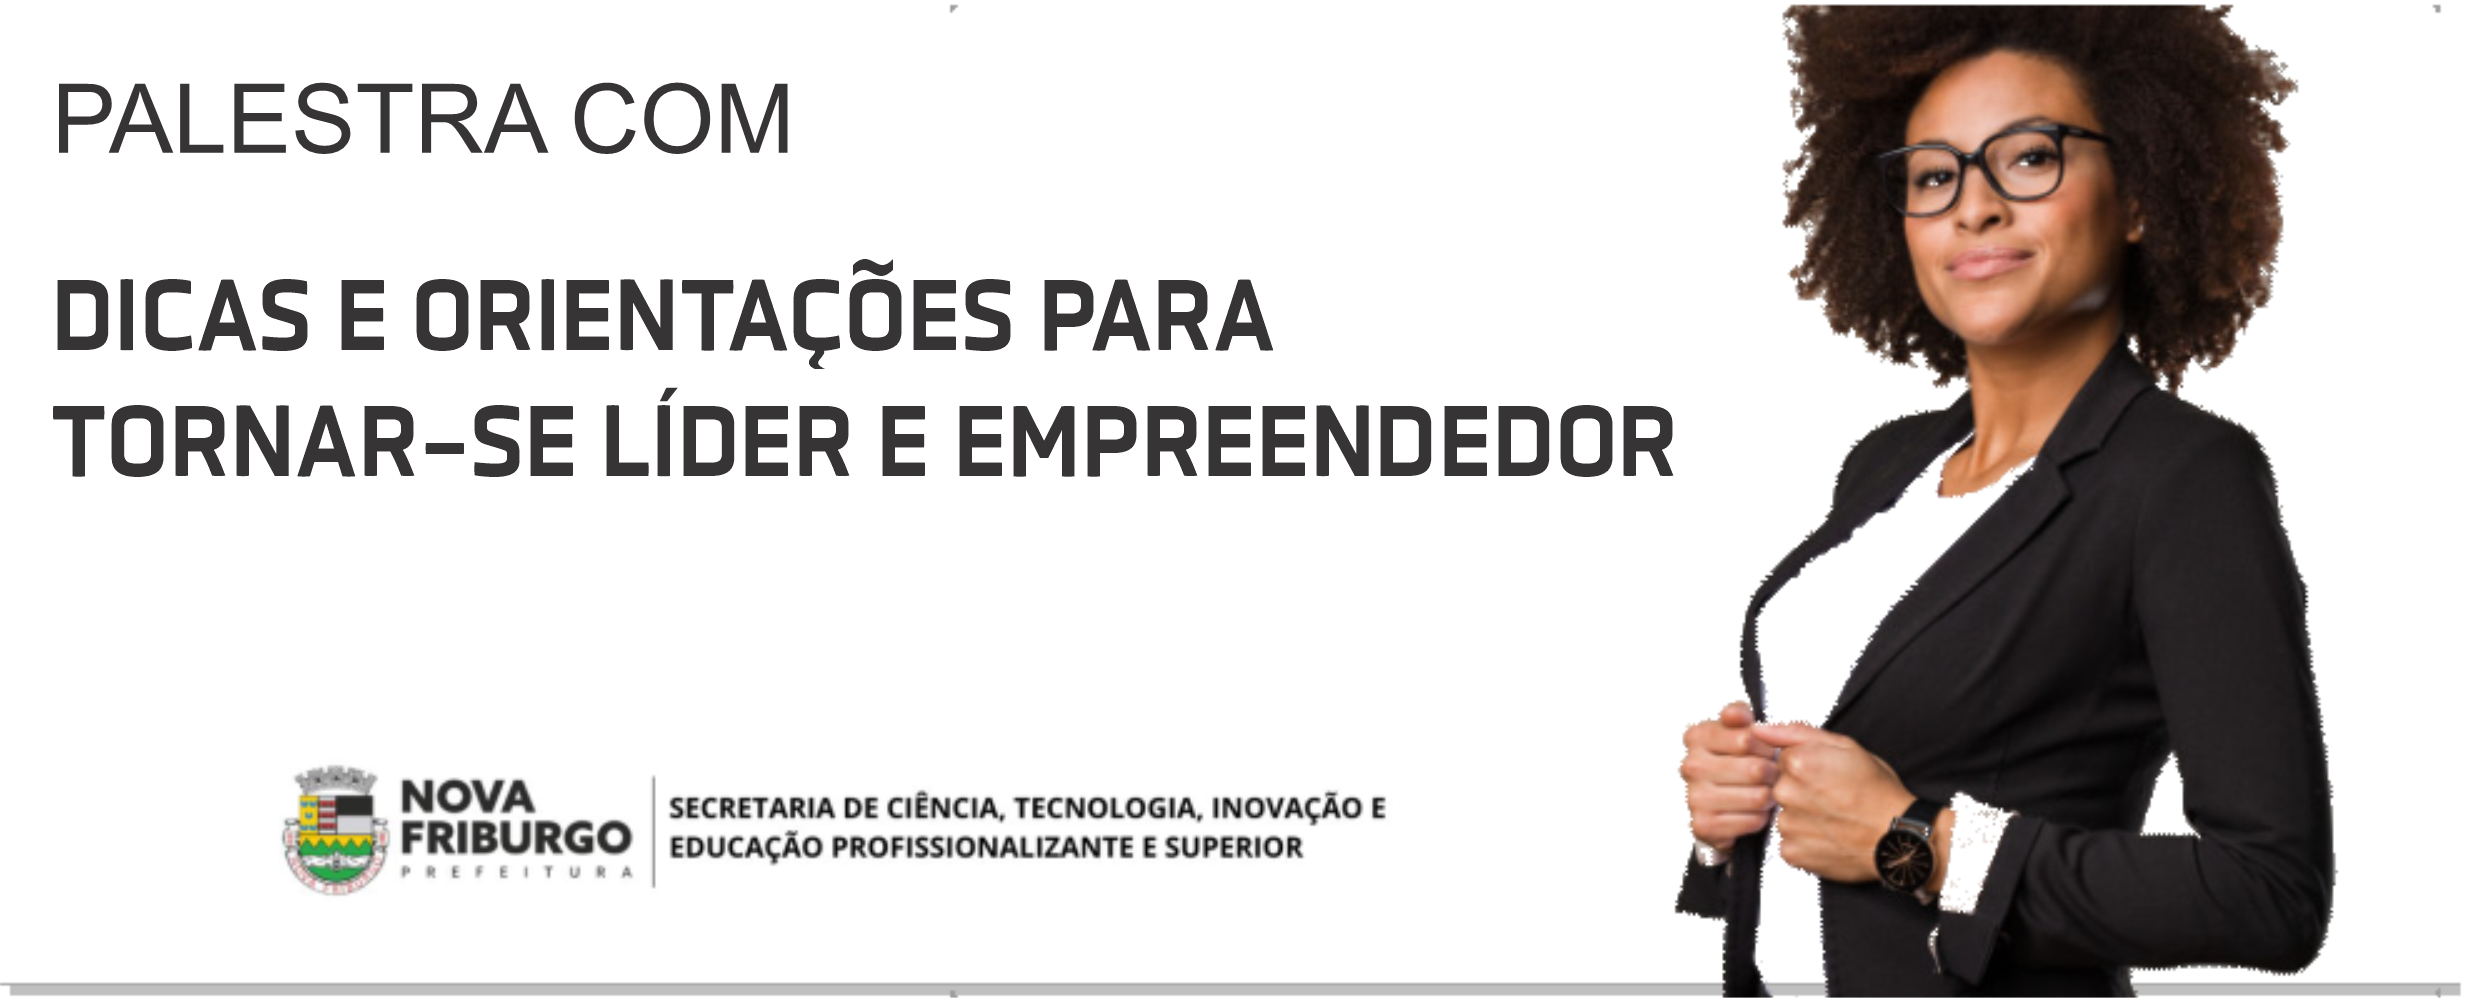 PALESTRA COM
DICAS E ORIENTAÇÕES PARA
TORNAR-SE LÍDER E EMPREENDEDOR
NOVA
FRIBURGO
PREFEITURA
SECRETARIA DE CIÊNCIA, TECNOLOGIA, INOVAÇÃO E
EDUCAÇÃO PROFISSIONALIZANTE E SUPERIOR